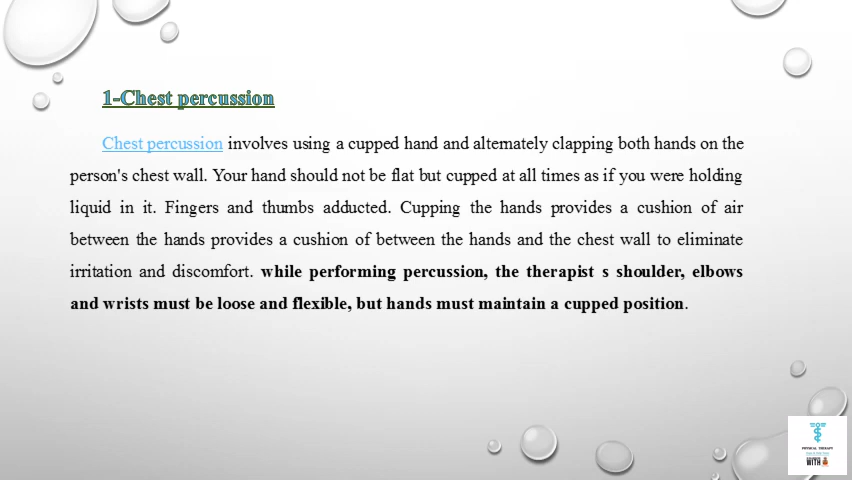 1-Chest percussion
Chest percussion involves using a cupped hand and alternately clapping both hands on the
person's chest wall. Your hand should not be flat but cupped at all times as if you were holding
liquid in it. Fingers and thumbs adducted. Cupping the hands provides a cushion of air
between the hands provides a cushion of between the hands and the chest wall to eliminate
irritation and discomfort. while performing percussion, the therapist s shoulder, elbows
and wrists must be loose and flexible, but hands must maintain a cupped position.
PHYSICAL THERAPY
WITH